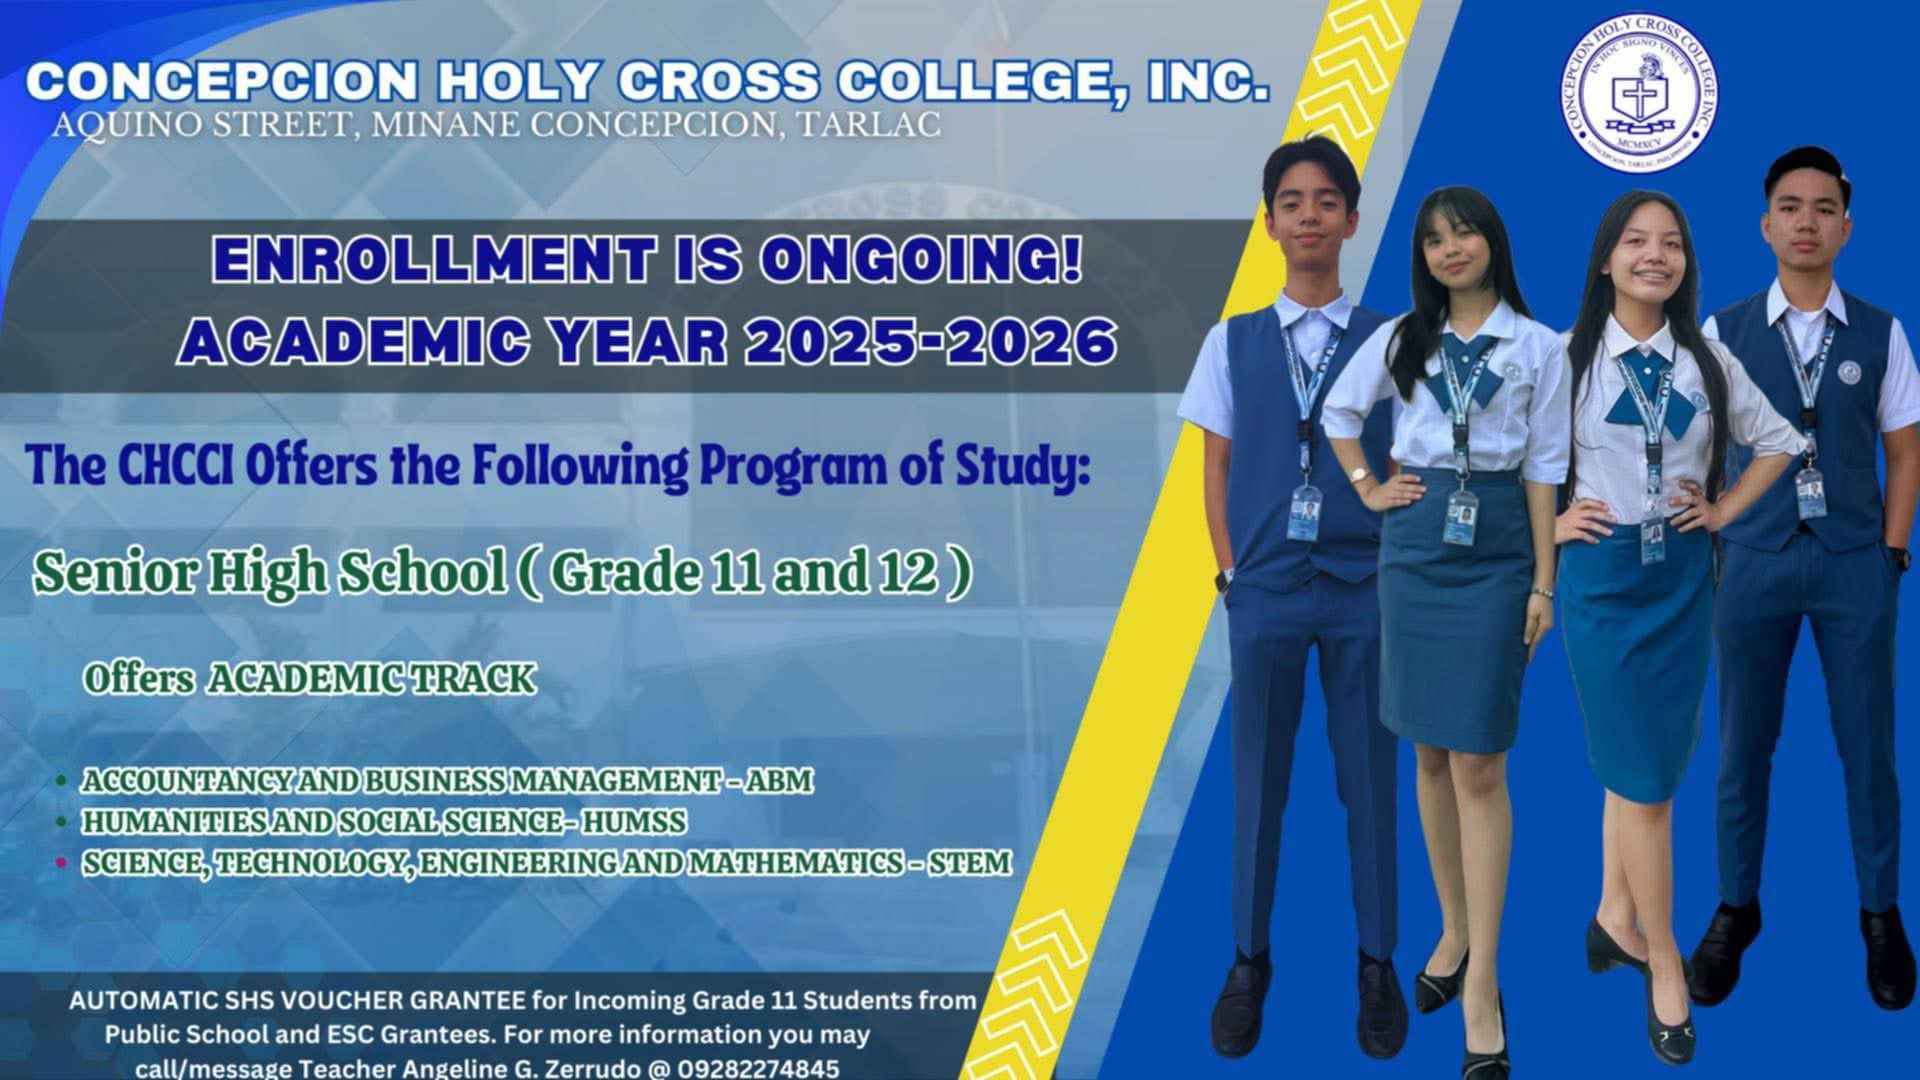 CONCEPCION HOLY CROSS COLLEGE, INC.
AQUINO STREET, MINANE CONCEPCION, TARLAC
CONCEPCION HOLY CROSS COLLEGE INC.
IN HOC SIGNO VINCES
MCMXCV
CONCEPCION, TARLAC, PHILIPPINES
ENROLLMENT IS ONGOING!
ACADEMIC YEAR 2025-2026
The CHCCI Offers the Following Program of Study:
Senior High School ( Grade 11 and 12 )
Offers ACADEMIC TRACK
• ACCOUNTANCY AND BUSINESS MANAGEMENT - ABM
• HUMANITIES AND SOCIAL SCIENCE- HUMSS
• SCIENCE, TECHNOLOGY, ENGINEERING AND MATHEMATICS - STEM
AUTOMATIC SHS VOUCHER GRANTEE for Incoming Grade 11 Students from
Public School and ESC Grantees. For more information you may
call/message Teacher Angeline G. Zerrudo @ 09282274845